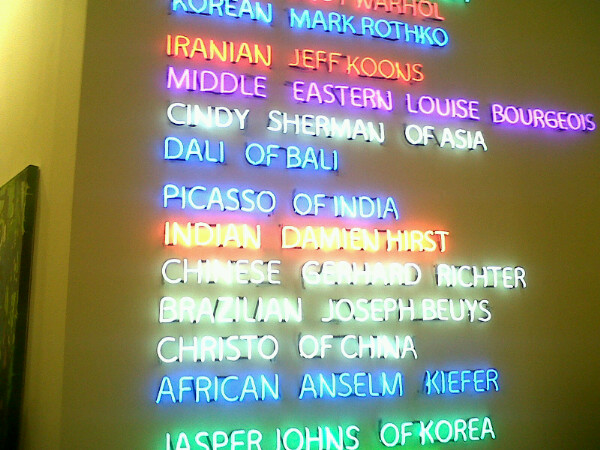 WARHOL
KOREAN MARK ROTHKO
IRANIAN JEFF KOONS
MIDDLE EASTERN LOUISE BOURGEOIS
CINDY SHERMAN OF ASIA
DALI OF BALI
PICASSO OF INDIA
INDIAN DAMIEN HIRST
CHINESE GERHARD RICHTER
BRAZILIAN JOSEPH BEUYS
CHRISTO OF CHINA
AFRICAN ANSELM KIEFER
JASPER JOHNS OF KOREA